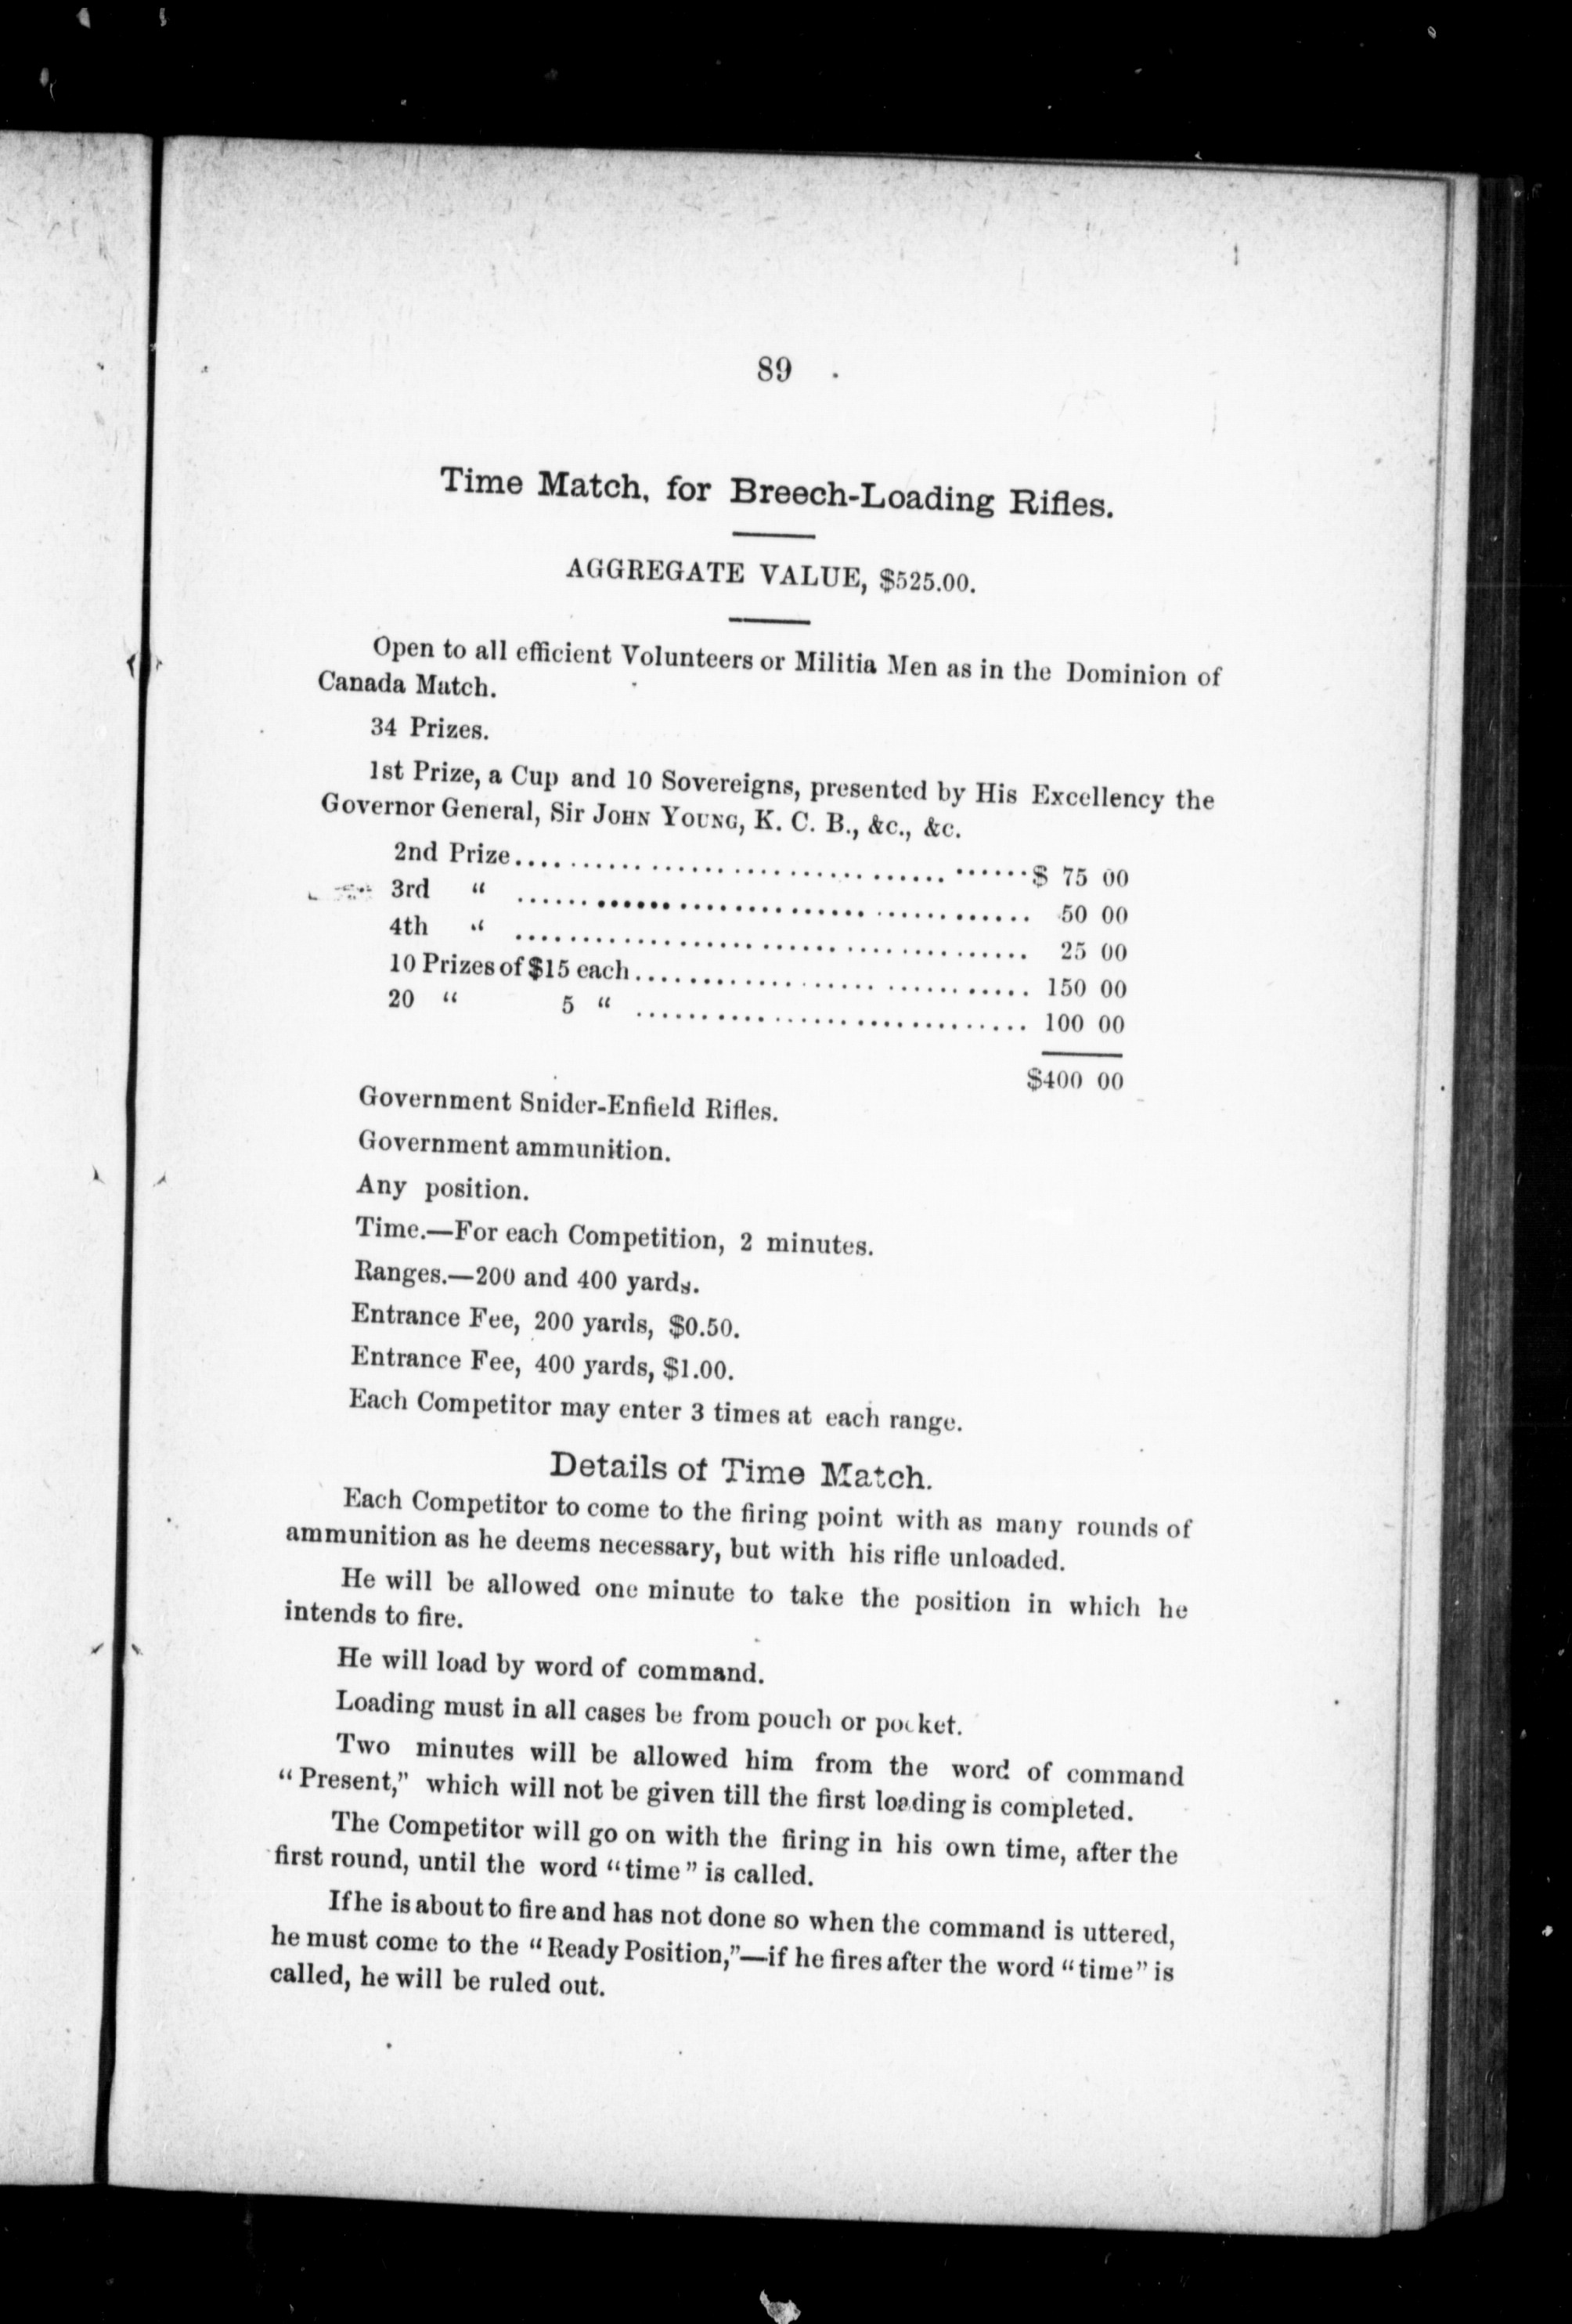 89
Time Match, for Breech-Loading Rifles.
AGGREGATE VALUE, $525.00.
Open to all efficient Volunteers or Militia Men as in the Dominion of
Canada Match.
34 Prizes.
1st Prize, a Cup and 10 Sovereigns, presented by His Excellency the
Governor General, Sir JOHN YOUNG, K. C. B., &c., &c.
2nd Prize........................................$ 75 00
3rd " ........................................ 50 00
4th " ........................................ 25 00
10 Prizes of $15 each.............................. 150 00
20 " 5 " .............................. 100 00
$400 00
Government Snider-Enfield Rifles.
Government ammunition.
Any position.
Time.—For each Competition, 2 minutes.
Ranges.—200 and 400 yards.
Entrance Fee, 200 yards, $0.50.
Entrance Fee, 400 yards, $1.00.
Each Competitor may enter 3 times at each range.
Details of Time Match.
Each Competitor to come to the firing point with as many rounds of
ammunition as he deems necessary, but with his rifle unloaded.
He will be allowed one minute to take the position in which he
intends to fire.
He will load by word of command.
Loading must in all cases be from pouch or pocket.
Two minutes will be allowed him from the word of command
"Present," which will not be given till the first loading is completed.
The Competitor will go on with the firing in his own time, after the
first round, until the word "time" is called.
If he is about to fire and has not done so when the command is uttered,
he must come to the "Ready Position,"—if he fires after the word "time" is
called, he will be ruled out.